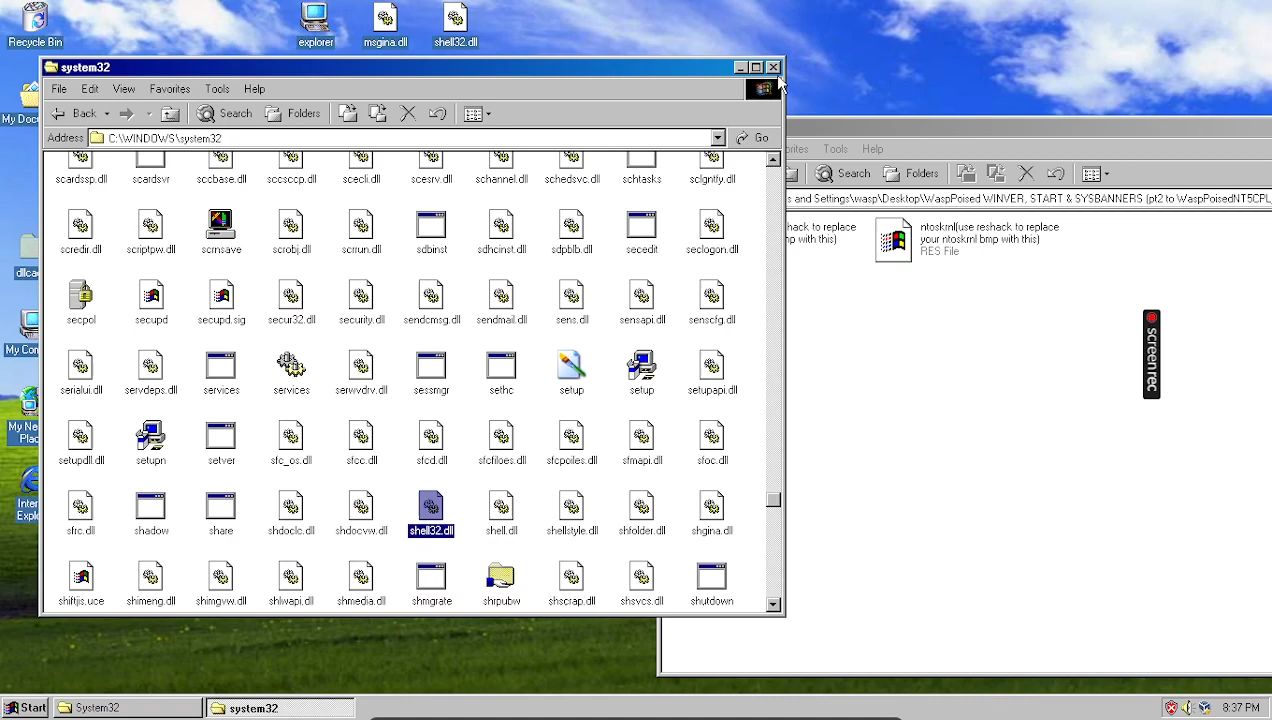 Recycle Bin
explorer
msgina.dll
shell32.dll
system32
File Edit View Favorites Tools Help
Back Search Folders
Address C:\WINDOWS\system32 Go
scardssp.dll scardsvr sccbase.dll sccsccp.dll scecli.dll scesrv.dll schannel.dll schedsvc.dll schtasks sclgntfy.dll
scredir.dll scriptpw.dll scrnsave scrobj.dll scrrun.dll sdbinst sdhcinst.dll sdpblb.dll secedit seclogon.dll
secpol secupd secupd.sig secur32.dll security.dll sendcmsg.dll sendmail.dll sens.dll sensapi.dll senscfg.dll
serialui.dll servdeps.dll services services serwvdrv.dll sessmgr sethc setup setup setupapi.dll
setupdll.dll setupn setver sfc_os.dll sfcc.dll sfcd.dll sfcfiloes.dll sfcpoiles.dll sfmapi.dll sfoc.dll
sfrc.dll shadow share shdoclc.dll shdocvw.dll shell32.dll shell.dll shellstyle.dll shfolder.dll shgina.dll
shiftjis.uce shimeng.dll shimgvw.dll shlwapi.dll shmedia.dll shmgrate shrpubw shscrap.dll shsvcs.dll shutdown
My Docu
dllcac
My Con
My Ne
Plac
Inter
Explo
orites Tools Help
Search Folders
s and Settings\wasp\Desktop\WaspPoised WINVER, START & SYSBANNERS (pt2 to WaspPoisedNT5CPL_
hack to replace
mp with this)
ntoskrnl(use reshack to replace
your ntoskrnl bmp with this)
RES File
screenrec
Start System32 system32 8:37 PM